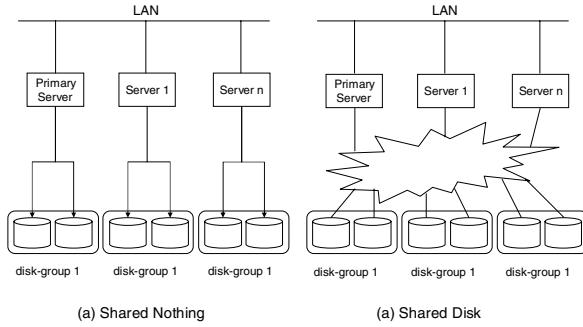 LAN
LAN
Primary
Server
Server 1
Server n
Primary
Server
Server 1
Server n
disk-group 1
disk-group 1
disk-group 1
disk-group 1
disk-group 1
disk-group 1
(a) Shared Nothing
(a) Shared Disk